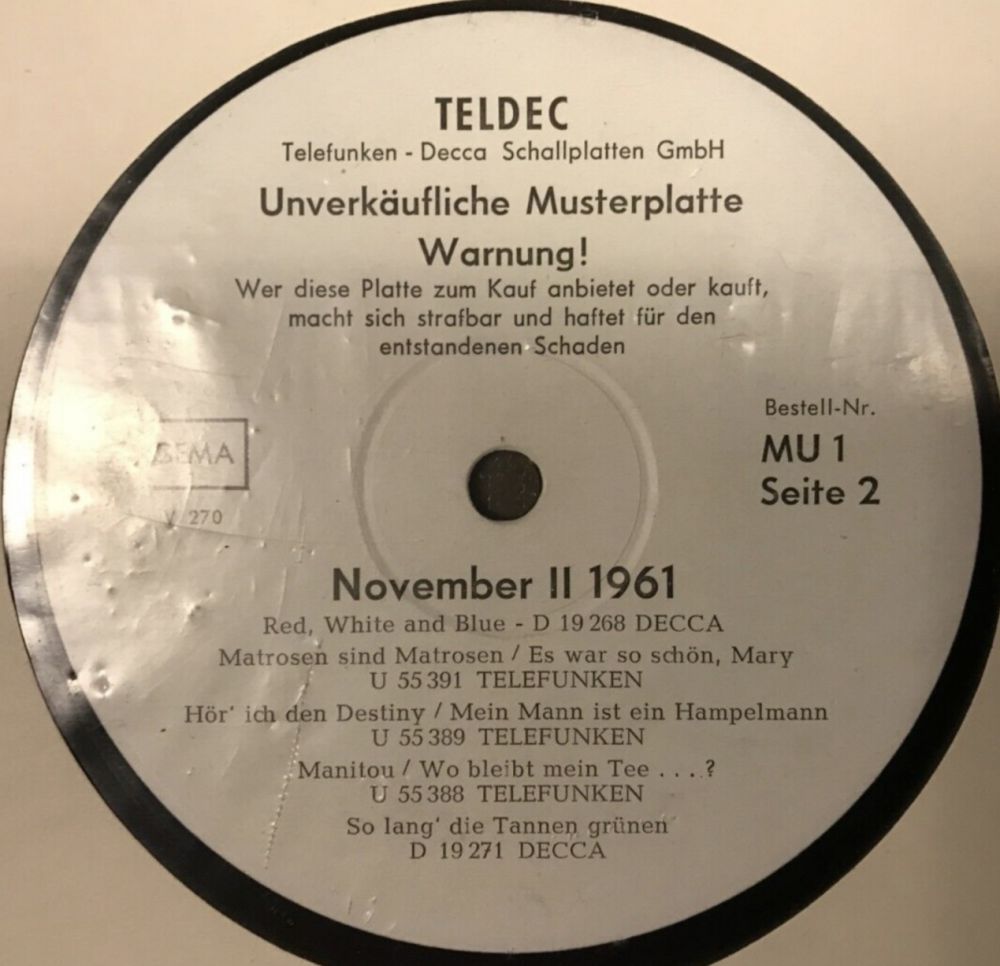 TELDEC
Telefunken - Decca Schallplatten GmbH
Unverkäufliche Musterplatte
Warnung!
Wer diese Platte zum Kauf anbietet oder kauft,
macht sich strafbar und haftet für den
entstandenen Schaden
Bestell-Nr.
MU 1
Seite 2
GEMA
V 270
November II 1961
Red, White and Blue - D 19 268 DECCA
Matrosen sind Matrosen / Es war so schön, Mary
U 55 391 TELEFUNKEN
Hör' ich den Destiny / Mein Mann ist ein Hampelmann
U 55 389 TELEFUNKEN
Manitou / Wo bleibt mein Tee . . . . ?
U 55 388 TELEFUNKEN
So lang' die Tannen grünen
D 19 271 DECCA